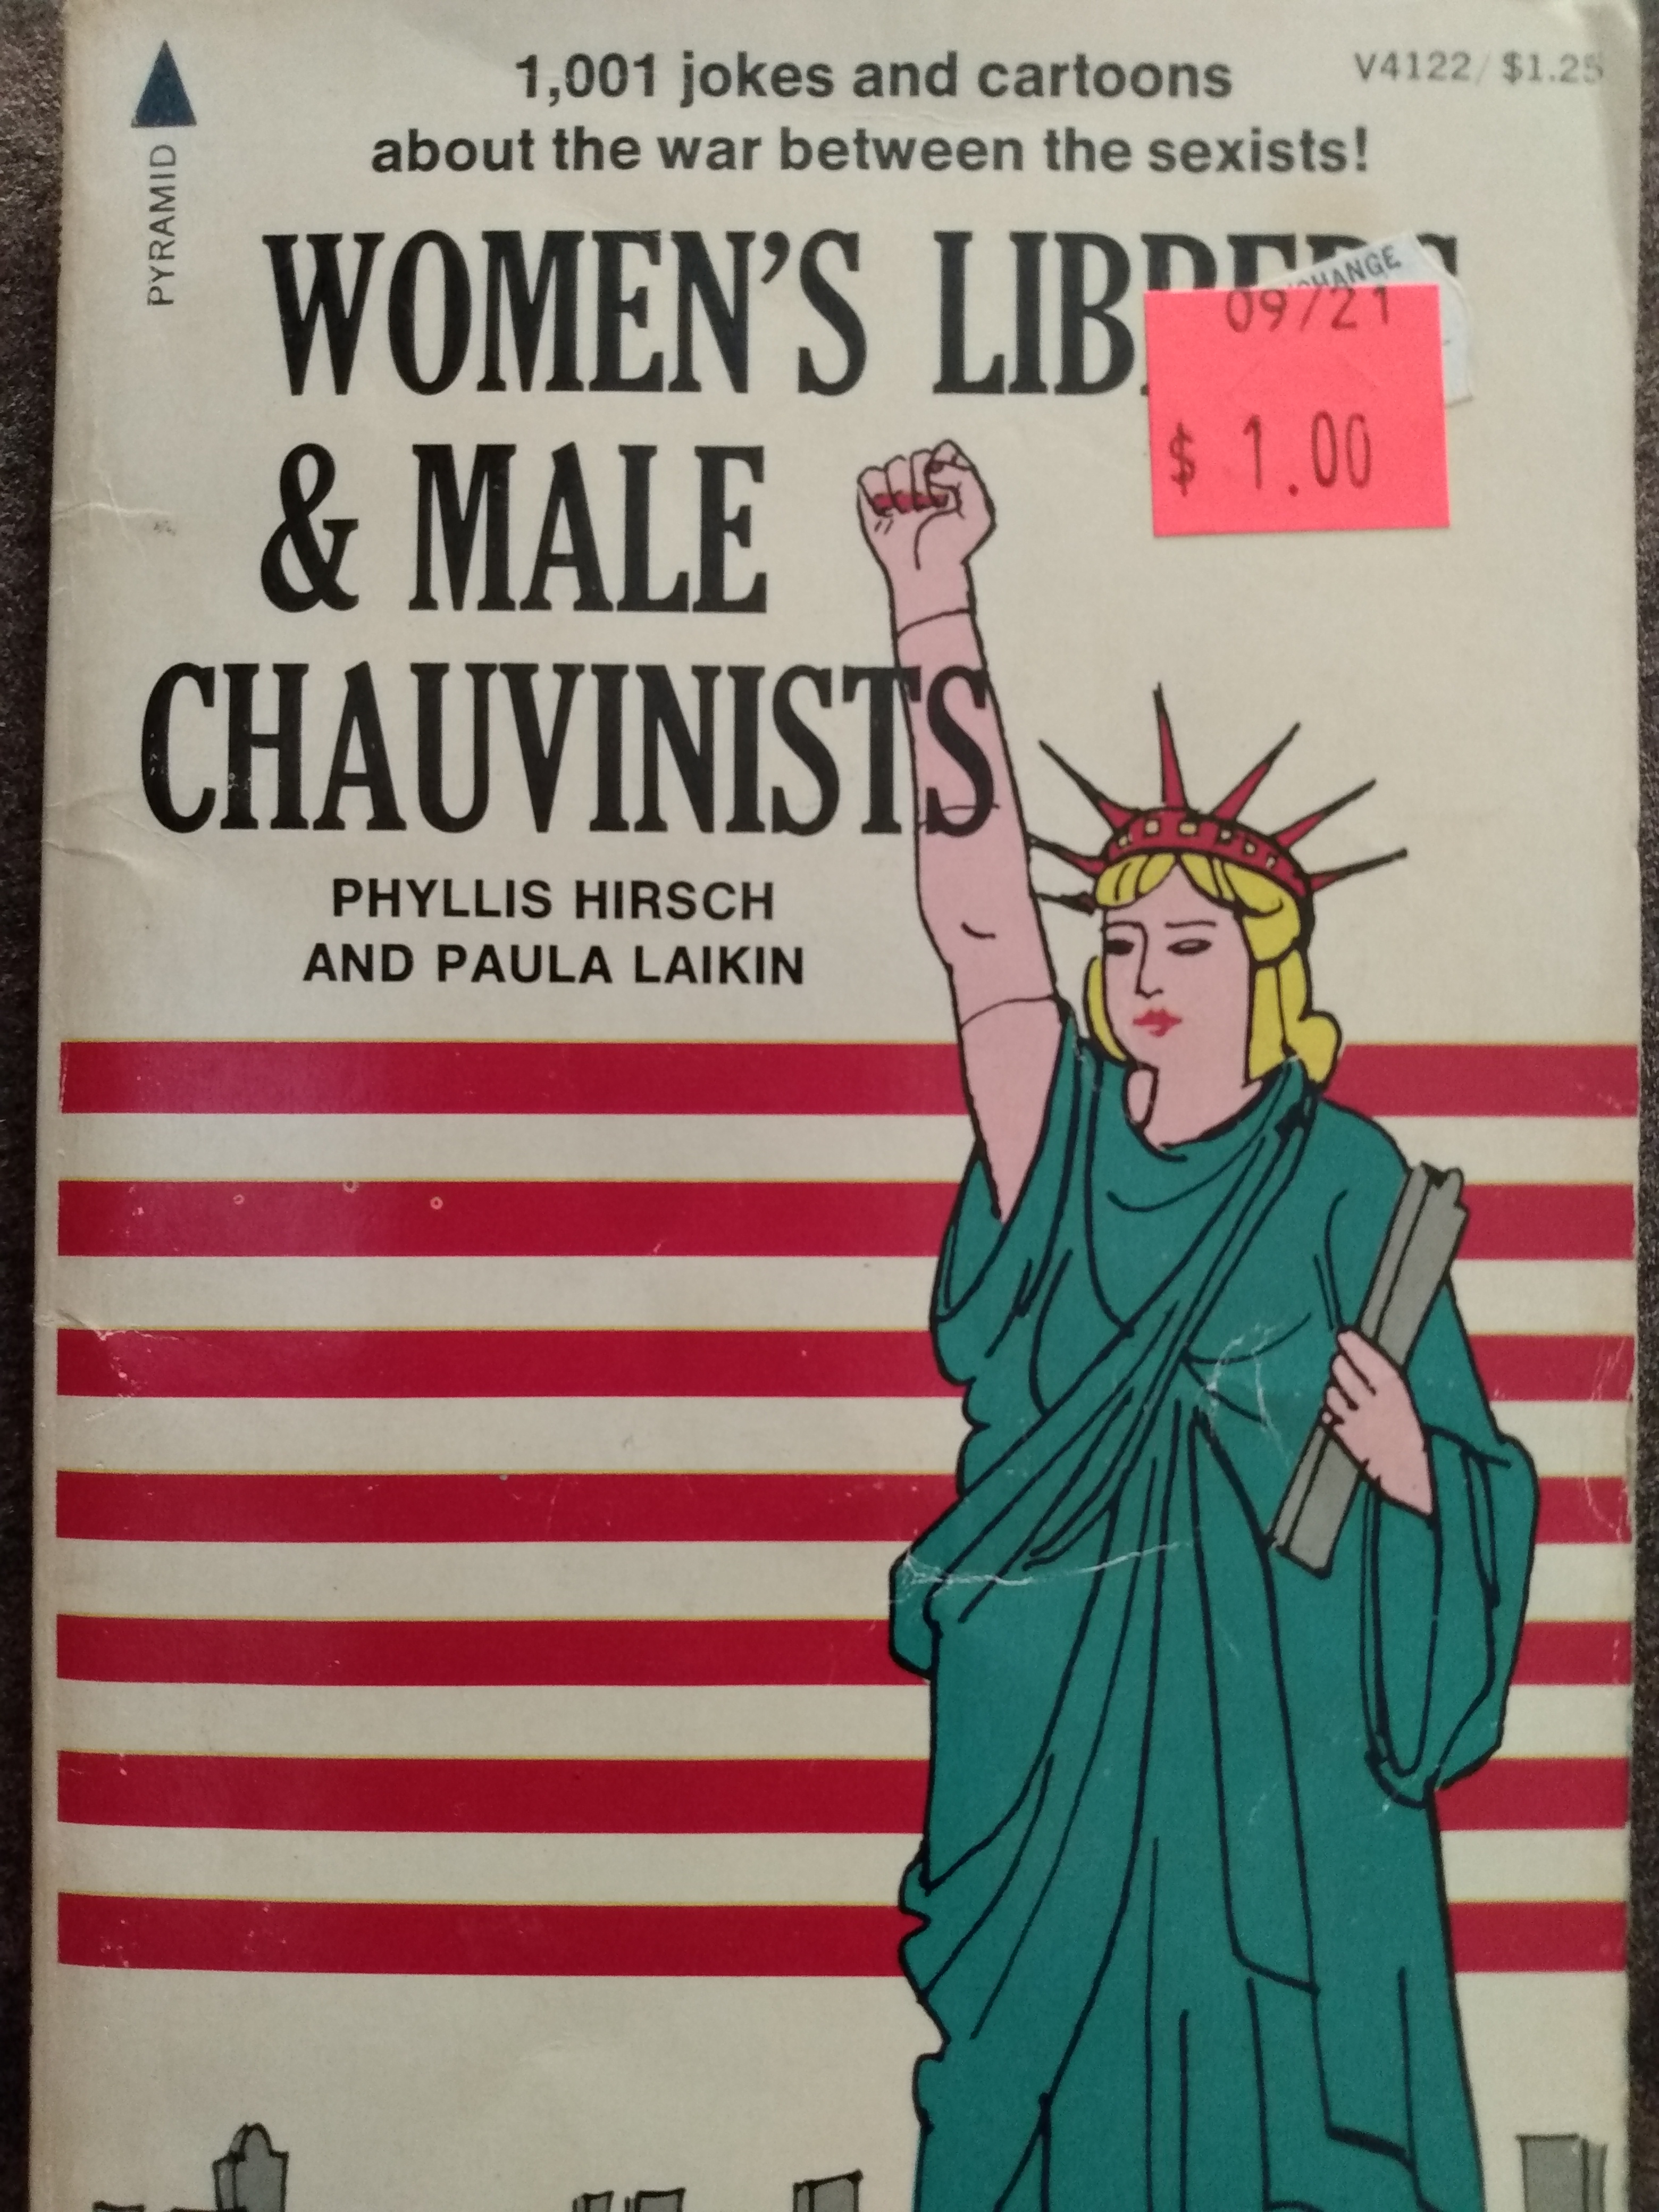 1,001 jokes and cartoons
about the war between the sexists!
V4122/$1.25
PYRAMID
WOMEN'S LIBBERS
& MALE
CHAUVINISTS
PHYLLIS HIRSCH
AND PAULA LAIKIN
09/21
$ 1.00